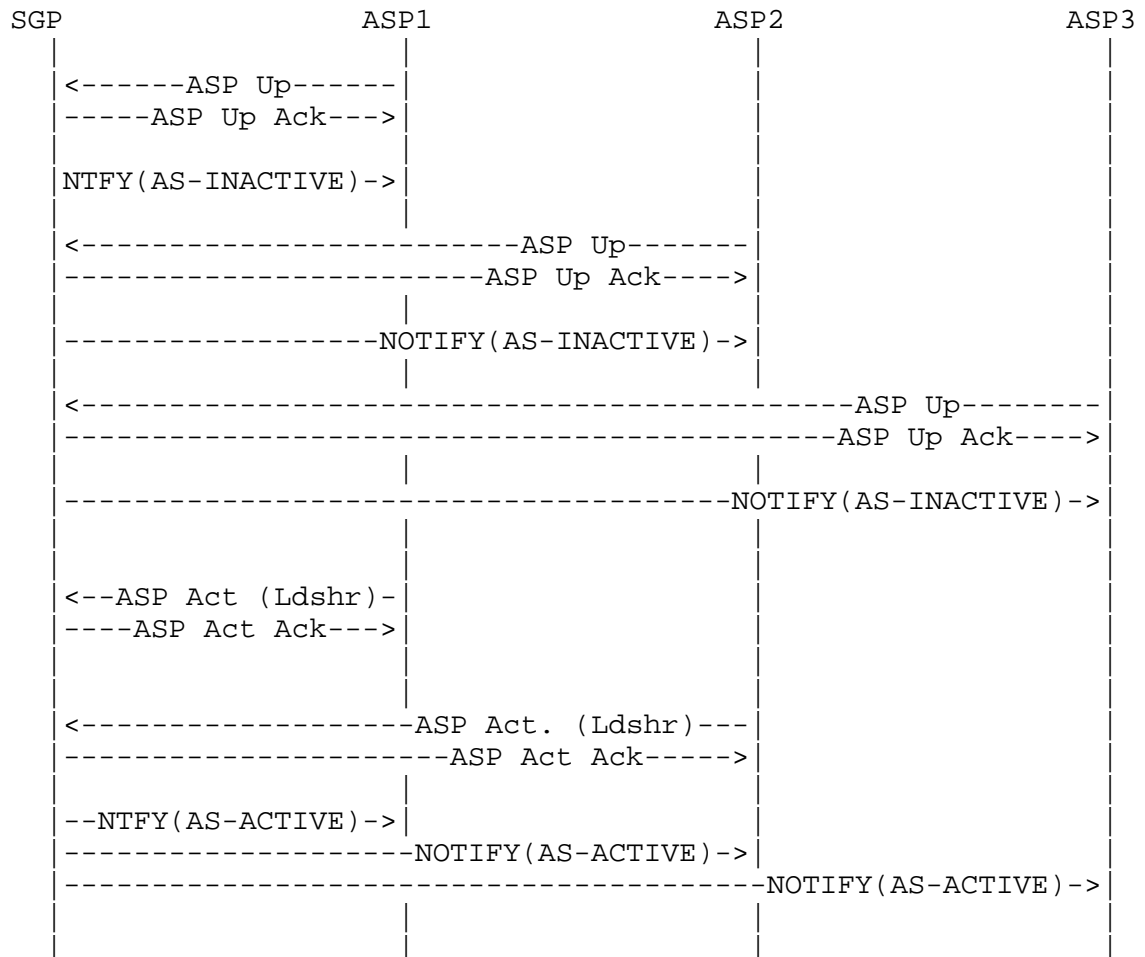 SGP ASP1 ASP2 ASP3
<------ASP Up------
-----ASP Up Ack--->
NTFY(AS-INACTIVE)->
<-------------------------ASP Up-------
------------------------ASP Up Ack---->
------------------NOTIFY(AS-INACTIVE)->
<--------------------------------------------ASP Up--------
--------------------------------------------ASP Up Ack---->
--------------------------------------NOTIFY(AS-INACTIVE)->
<--ASP Act (Ldshr)-
----ASP Act Ack--->
<-------------------ASP Act. (Ldshr)---
----------------------ASP Act Ack----->
--NTFY(AS-ACTIVE)->
--------------------NOTIFY(AS-ACTIVE)->
----------------------------------------NOTIFY(AS-ACTIVE)->